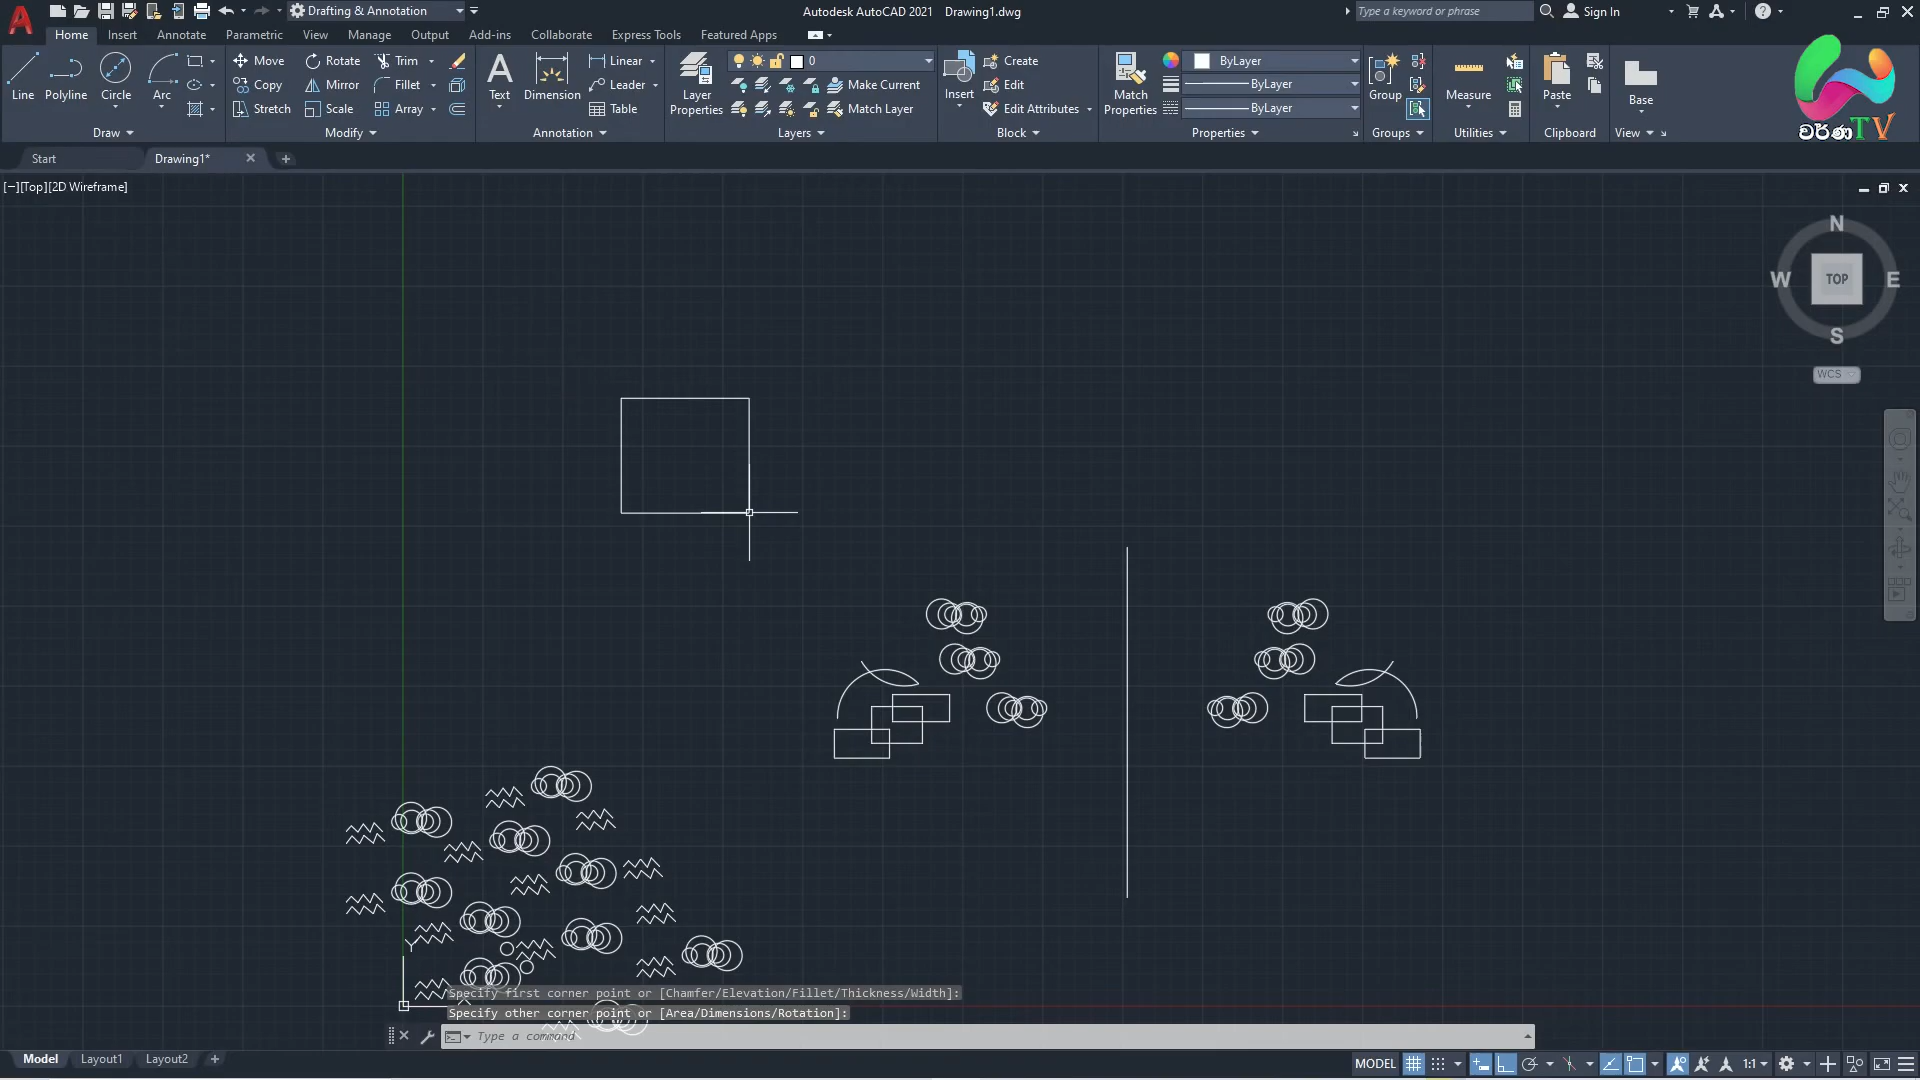 Drafting & Annotation
Autodesk AutoCAD 2021 Drawing1.dwg
Type a keyword or phrase
Sign In
Home Insert Annotate Parametric View Manage Output Add-ins Collaborate Express Tools Featured Apps
Line Polyline Circle Arc
Move Rotate Trim
Copy Mirror Fillet
Stretch Scale Array
Text Dimension
Linear
Leader
Table
Layer Properties
0
Make Current
Match Layer
Insert
Create
Edit
Edit Attributes
Match Properties
ByLayer
ByLayer
ByLayer
Group
Measure
Paste
Base
Draw Modify Annotation Layers Block Properties Groups Utilities Clipboard View
වර්ණ TV
Start Drawing1*
[−][Top][2D Wireframe]
N
W TOP E
S
WCS
Y
Specify first corner point or [Chamfer/Elevation/Fillet/Thickness/Width]:
Specify other corner point or [Area/Dimensions/Rotation]:
Type a command
Model Layout1 Layout2
MODEL 1:1